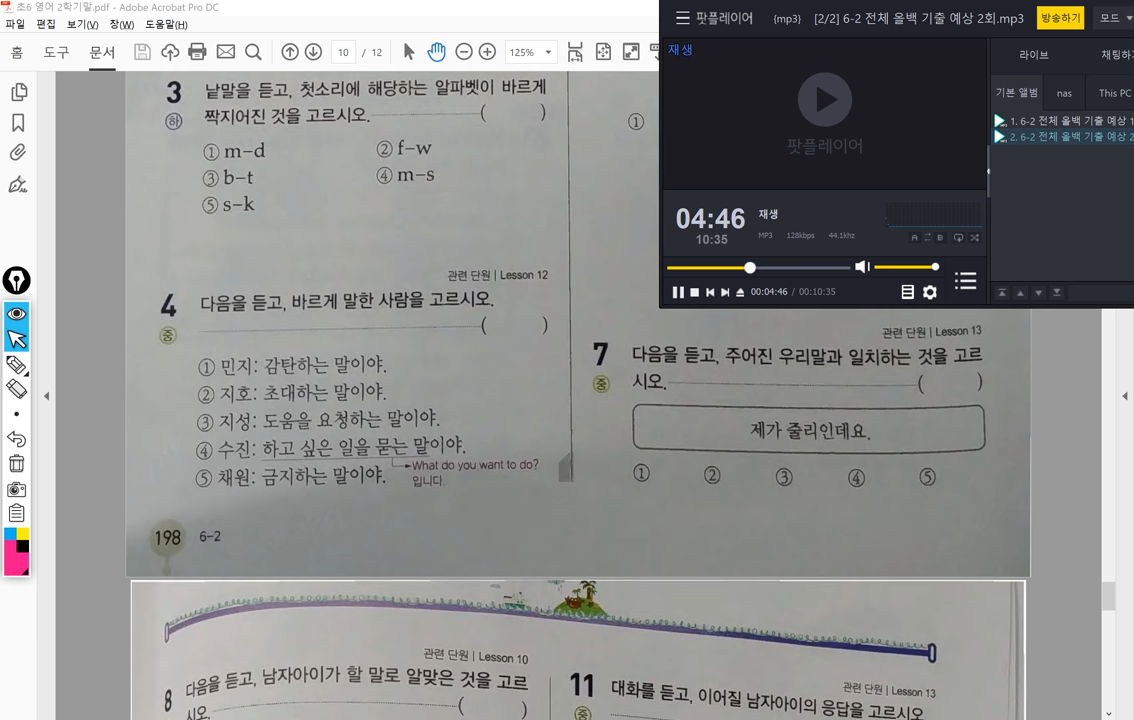 초6 영어 2학기말.pdf - Adobe Acrobat Pro DC
파일 편집 보기(V) 창(W) 도움말(H)
홈 도구 문서
10 / 12
125%
팟플레이어
{mp3} [2/2] 6-2 전체 올백 기출 예상 2회.mp3
방송하기
모드
재생
팟플레이어
라이브
기본 앨범 nas This PC
1. 6-2 전체 올백 기출 예상 1
2. 6-2 전체 올백 기출 예상 2
04:46
10:35
재생
MP3 128kbps 44.1khz
A B
00:04:46 / 00:10:35
3 낱말을 듣고, 첫소리에 해당하는 알파벳이 바르게
하 짝지어진 것을 고르시오. ( )
① m-d ② f-w
③ b-t ④ m-s
⑤ s-k
관련 단원 | Lesson 12
4 다음을 듣고, 바르게 말한 사람을 고르시오.
중 ( )
① 민지: 감탄하는 말이야.
② 지호: 초대하는 말이야.
③ 지성: 도움을 요청하는 말이야.
④ 수진: 하고 싶은 일을 묻는 말이야.
What do you want to do?
⑤ 채원: 금지하는 말이야.
입니다.
198 6-2
①
관련 단원 | Lesson 13
7 다음을 듣고, 주어진 우리말과 일치하는 것을 고르
중 시오. ( )
제가 줄리인데요.
① ② ③ ④ ⑤
관련 단원 | Lesson 10
8 다음을 듣고, 남자아이가 할 말로 알맞은 것을 고르
시오. ( )
관련 단원 | Lesson 13
11 대화를 듣고, 이어질 남자아이의 응답을 고르시오
중